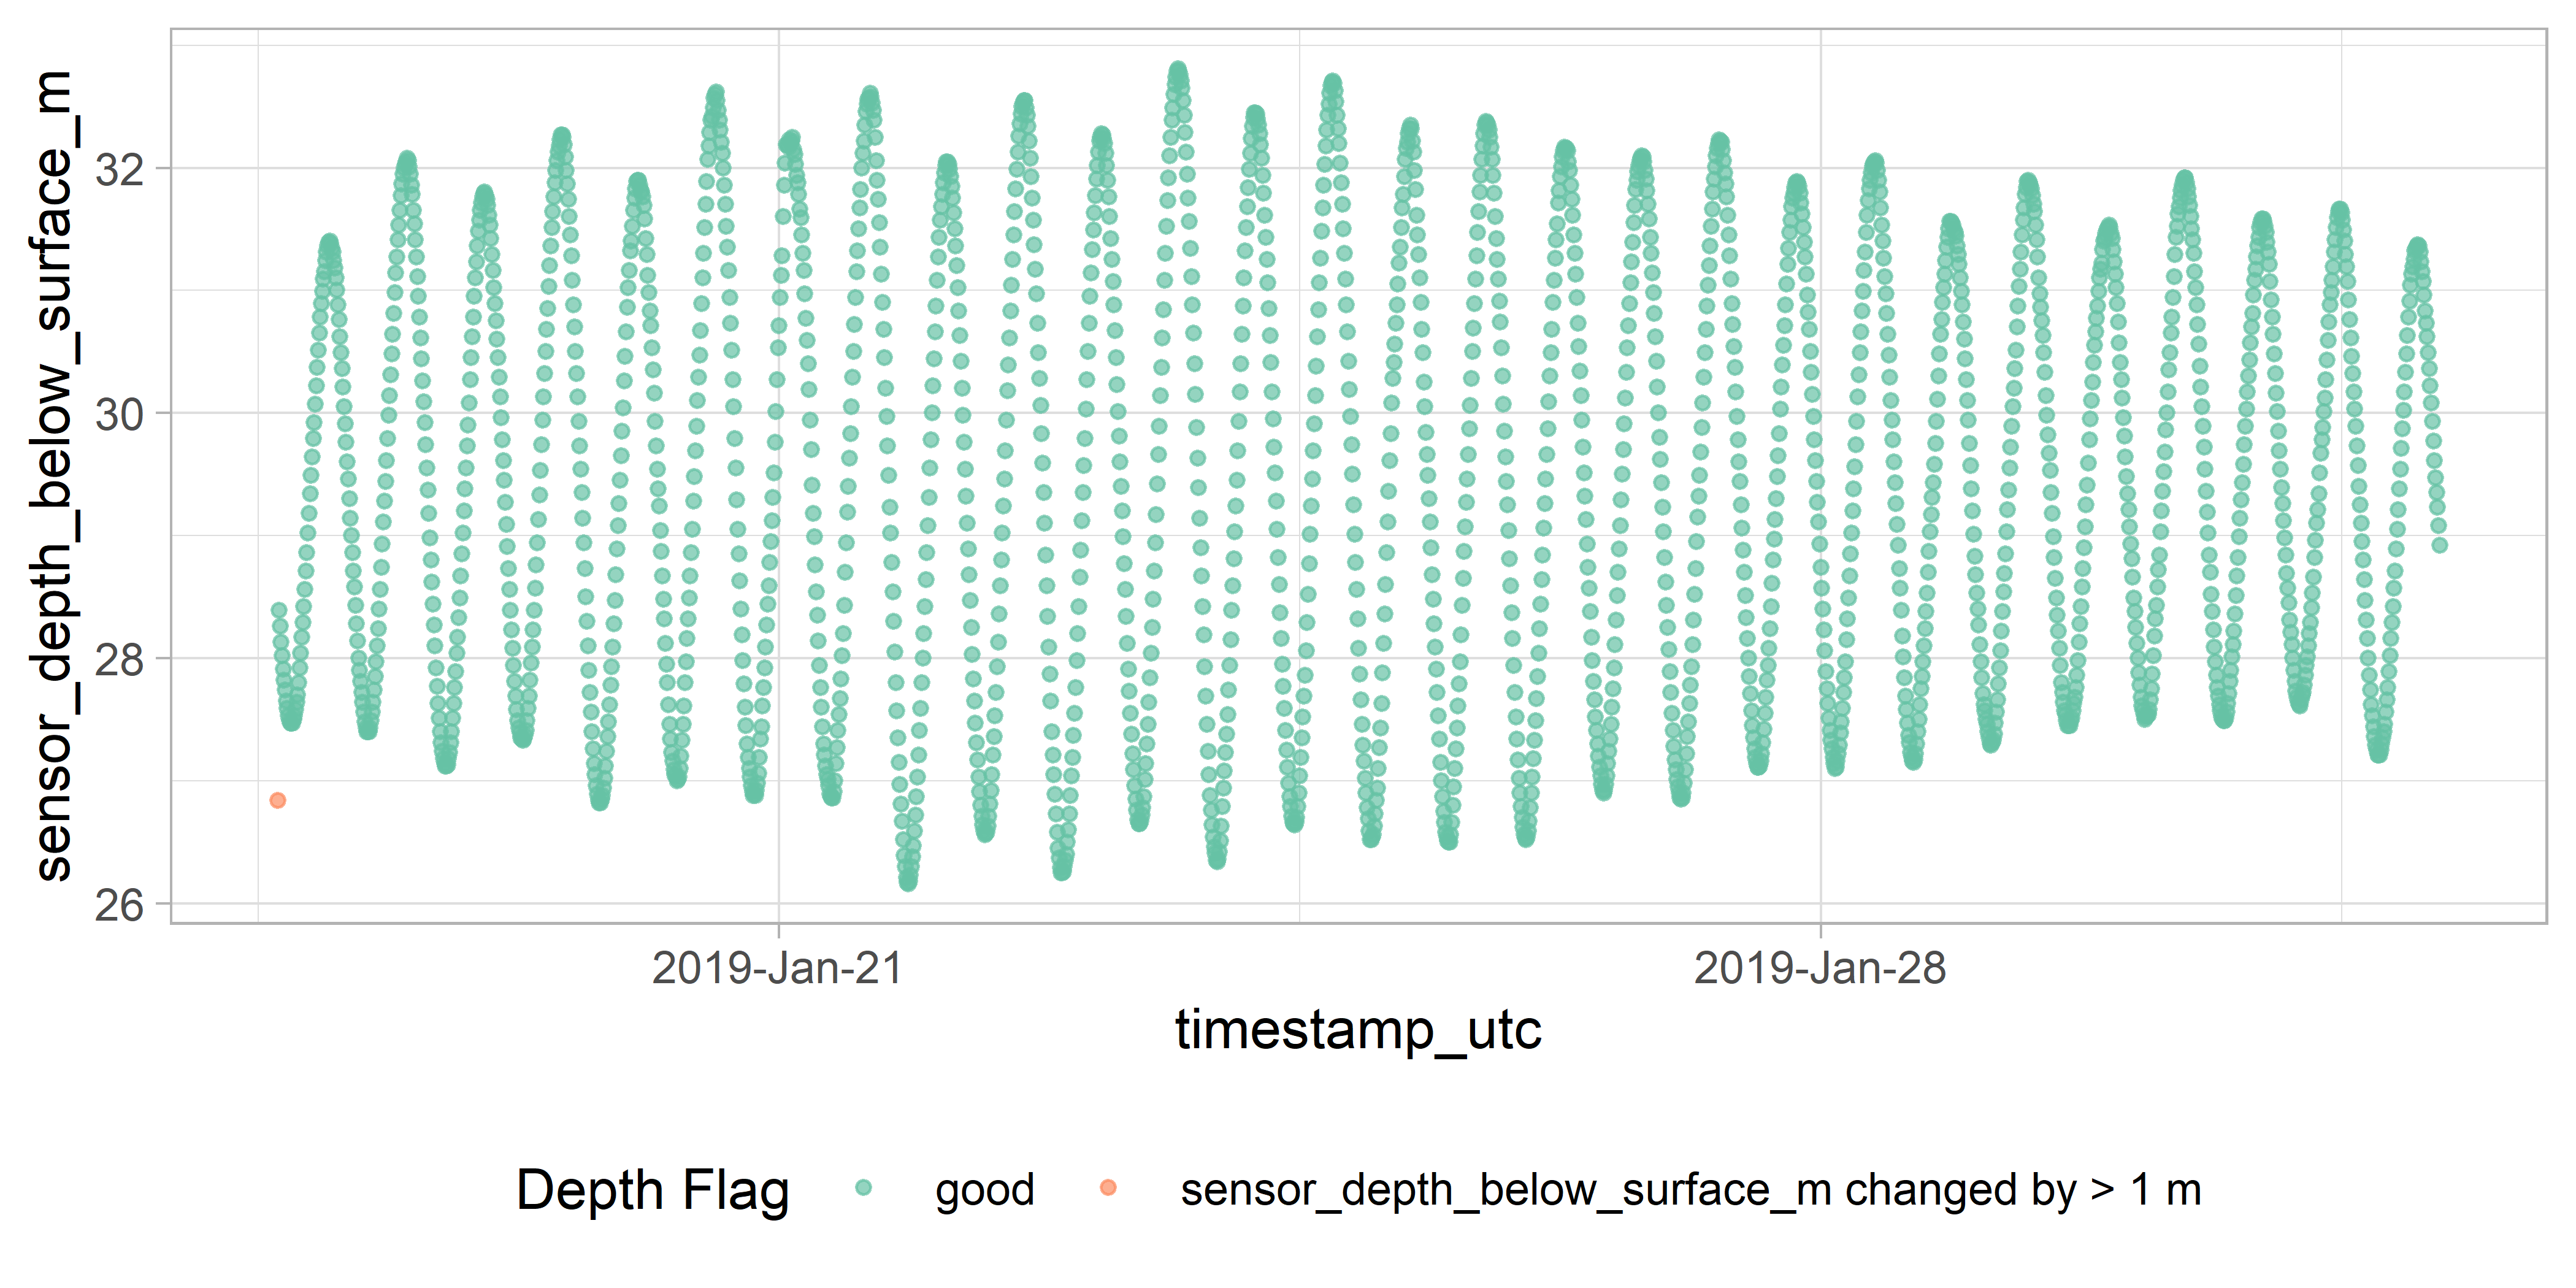 sensor_depth_below_surface_m
32
30
28
26
2019-Jan-21 2019-Jan-28
timestamp_utc
Depth Flag good sensor_depth_below_surface_m changed by > 1 m